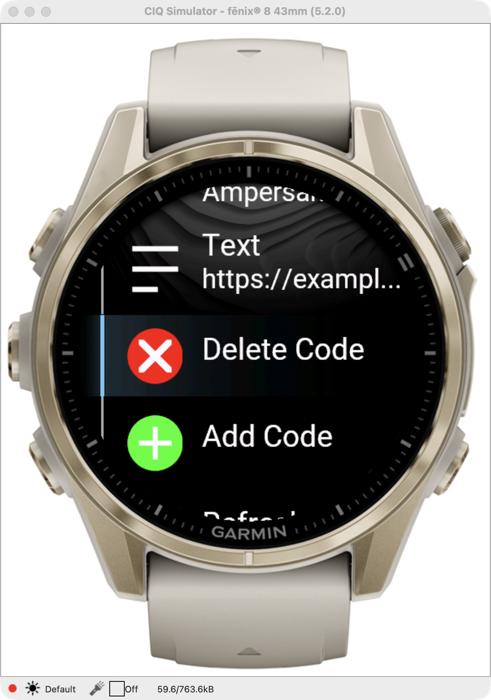 CIQ Simulator - fēnix® 8 43mm (5.2.0)
Text
https://exampl...
Delete Code
Add Code
GARMIN
Default
Off
59.6/763.6kB